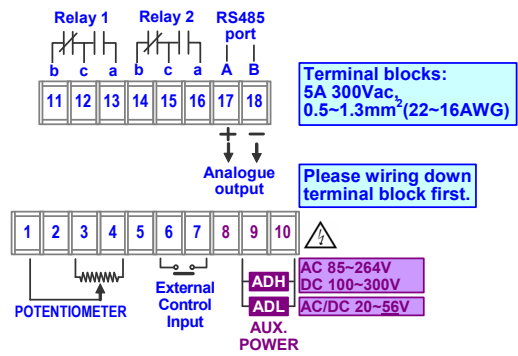 Relay 1 Relay 2 RS485
port
b c a b c a A B
11 12 13 14 15 16 17 18
Terminal blocks:
5A 300Vac,
0.5~1.3mm²(22~16AWG)
+ −
Analogue
output
Please wiring down
terminal block first.
1 2 3 4 5 6 7 8 9 10
POTENTIOMETER
External
Control
Input
ADH
AC 85~264V
DC 100~300V
ADL
AC/DC 20~56V
AUX.
POWER